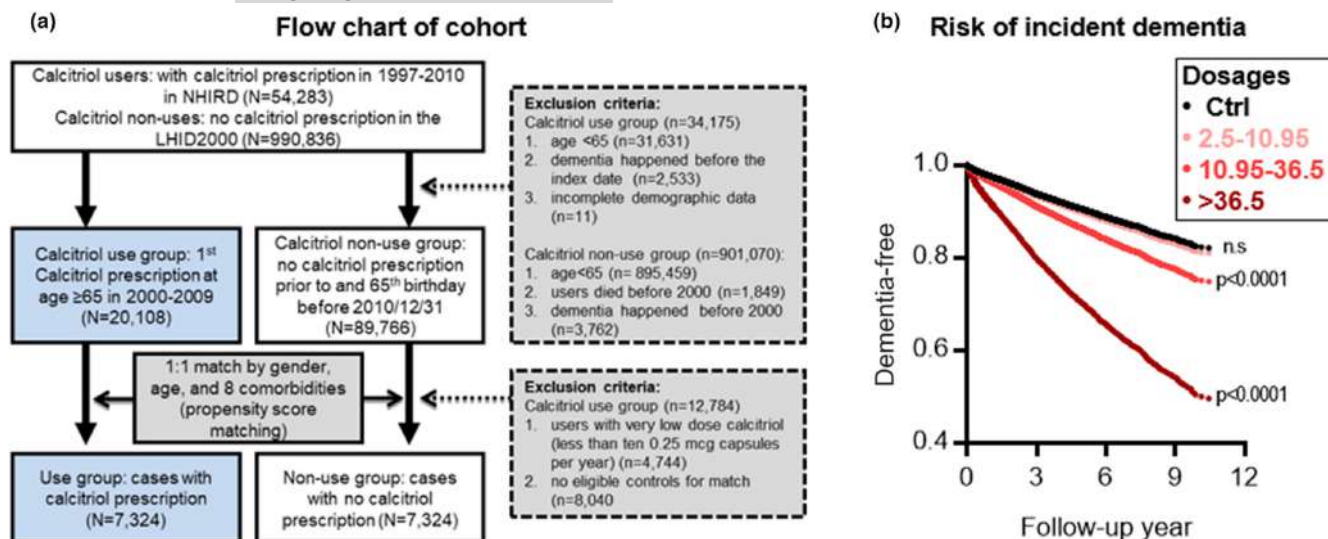 (a)
Flow chart of cohort
Calcitriol users: with calcitriol prescription in 1997-2010
in NHIRD (N=54,283)
Calcitriol non-uses: no calcitriol prescription in the
LHID2000 (N=990,836)
Exclusion criteria:
Calcitriol use group (n=34,175)
1. age <65 (n=31,631)
2. dementia happened before the
index date (n=2,533)
3. incomplete demographic data
(n=11)
Calcitriol non-use group (n=901,070):
1. age<65 (n= 895,459)
2. users died before 2000 (n=1,849)
3. dementia happened before 2000
(n=3,762)
Calcitriol use group: 1st
Calcitriol prescription at
age ≥65 in 2000-2009
(N=20,108)
Calcitriol non-use group:
no calcitriol prescription
prior to and 65th birthday
before 2010/12/31
(N=89,766)
1:1 match by gender,
age, and 8 comorbidities
(propensity score
matching)
Exclusion criteria:
Calcitriol use group (n=12,784)
1. users with very low dose calcitriol
(less than ten 0.25 mcg capsules
per year) (n=4,744)
2. no eligible controls for match
(n=8,040
Use group: cases with
calcitriol prescription
(N=7,324)
Non-use group: cases
with no calcitriol
prescription (N=7,324)
(b)
Risk of incident dementia
Dosages
Ctrl
2.5-10.95
10.95-36.5
>36.5
Dementia-free
1.0
0.8
0.6
0.4
n.s
p<0.0001
p<0.0001
0
3
6
9
12
Follow-up year